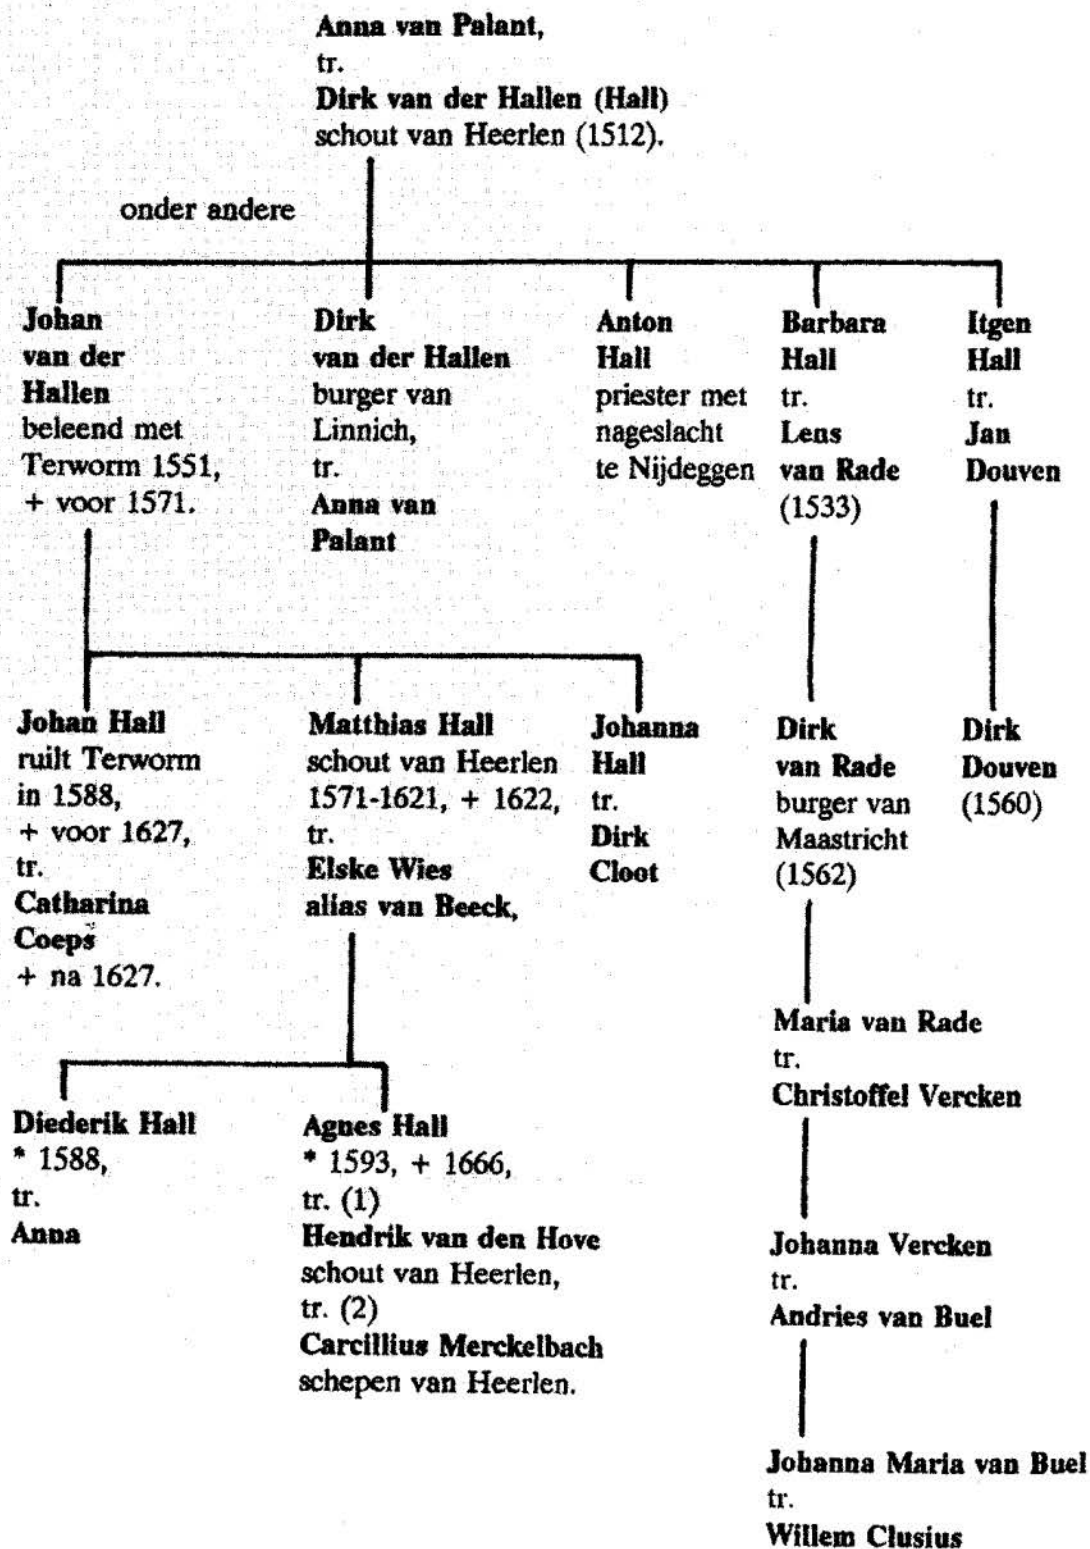 Anna van Palant,
tr.
Dirk van der Hallen (Hall)
schout van Heerlen (1512).
onder andere
Johan
van der
Hallen
beleend met
Terworm 1551,
+ voor 1571.
Dirk
van der Hallen
burger van
Linnich,
tr.
Anna van
Palant
Anton
Hall
priester met
nageslacht
te Nijdeggen
Barbara
Hall
tr.
Lens
van Rade
(1533)
Itgen
Hall
tr.
Jan
Douven
Johan Hall
ruilt Terworm
in 1588,
+ voor 1627,
tr.
Catharina
Coeps
+ na 1627.
Matthias Hall
schout van Heerlen
1571-1621, + 1622,
tr.
Elske Wies
alias van Beeck,
Johanna
Hall
tr.
Dirk
Cloot
Dirk
van Rade
burger van
Maastricht
(1562)
Dirk
Douven
(1560)
Maria van Rade
tr.
Christoffel Vercken
Diederik Hall
* 1588,
tr.
Anna
Agnes Hall
* 1593, + 1666,
tr. (1)
Hendrik van den Hove
schout van Heerlen,
tr. (2)
Carcillius Merckelbach
schepen van Heerlen.
Johanna Vercken
tr.
Andries van Buel
Johanna Maria van Buel
tr.
Willem Clusius